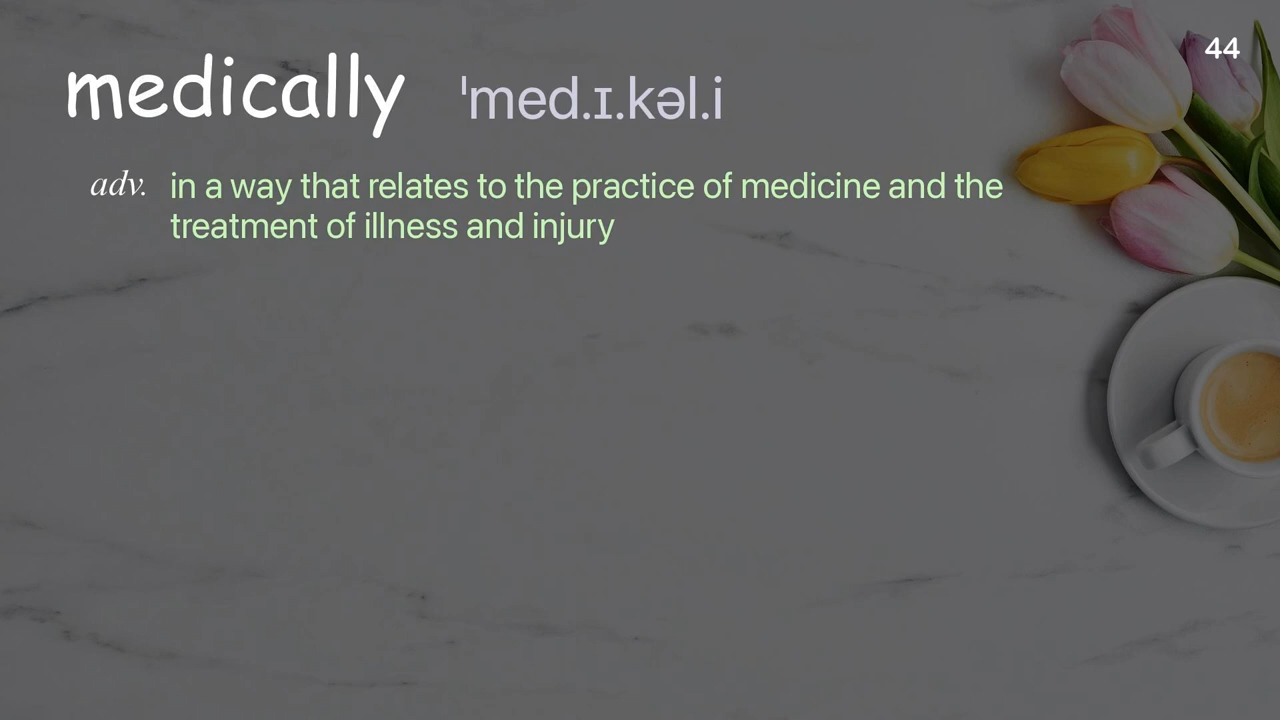 44
medically ˈmed.ɪ.kəl.i
adv. in a way that relates to the practice of medicine and the
treatment of illness and injury